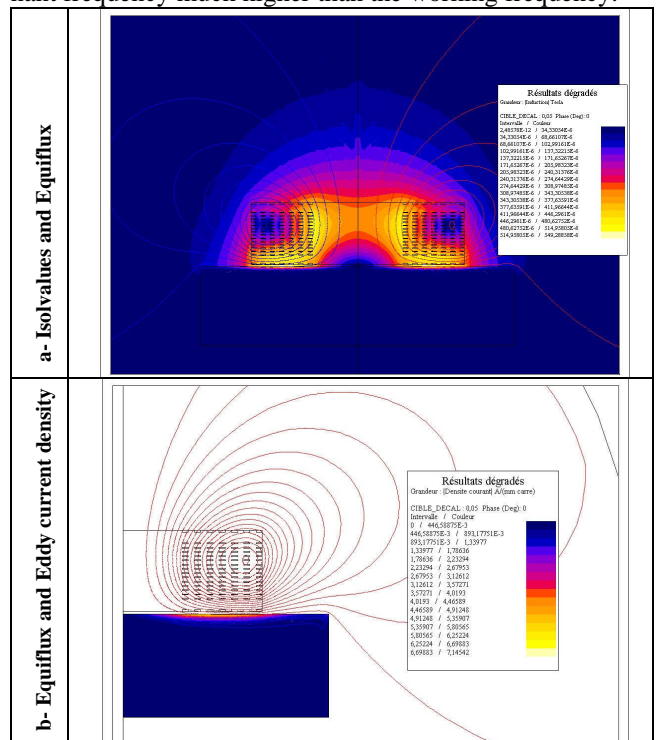 nant frequency much higher than the working frequency.
a- Isolvalues and Equiflux
Résultats dégradés
Grandeur : |Induction| Tesla
CIBLE_DECAL : 0,05 Phase (Deg): 0
Intervalle / Couleur
2,48578E-12 / 34,33054E-6
34,33054E-6 / 68,66107E-6
68,66107E-6 / 102,99161E-6
102,99161E-6 / 137,32215E-6
137,32215E-6 / 171,65267E-6
171,65267E-6 / 205,98323E-6
205,98323E-6 / 240,31376E-6
240,31376E-6 / 274,64429E-6
274,64429E-6 / 308,97483E-6
308,97483E-6 / 343,30538E-6
343,30538E-6 / 377,63591E-6
377,63591E-6 / 411,96644E-6
411,96644E-6 / 446,2961E-6
446,2961E-6 / 480,62752E-6
480,62752E-6 / 514,95805E-6
514,95805E-6 / 549,28858E-6
b- Equiflux and Eddy current density
Résultats dégradés
Grandeur : |Densite courant| A/(mm carre)
CIBLE_DECAL : 0,05 Phase (Deg): 0
Intervalle / Couleur
0 / 446,58875E-3
446,58875E-3 / 893,17751E-3
893,17751E-3 / 1,33977
1,33977 / 1,78636
1,78636 / 2,23294
2,23294 / 2,67953
2,67953 / 3,12612
3,12612 / 3,57271
3,57271 / 4,0193
4,0193 / 4,46589
4,46589 / 4,91248
4,91248 / 5,35907
5,35907 / 5,80565
5,80565 / 6,25224
6,25224 / 6,69883
6,69883 / 7,14542